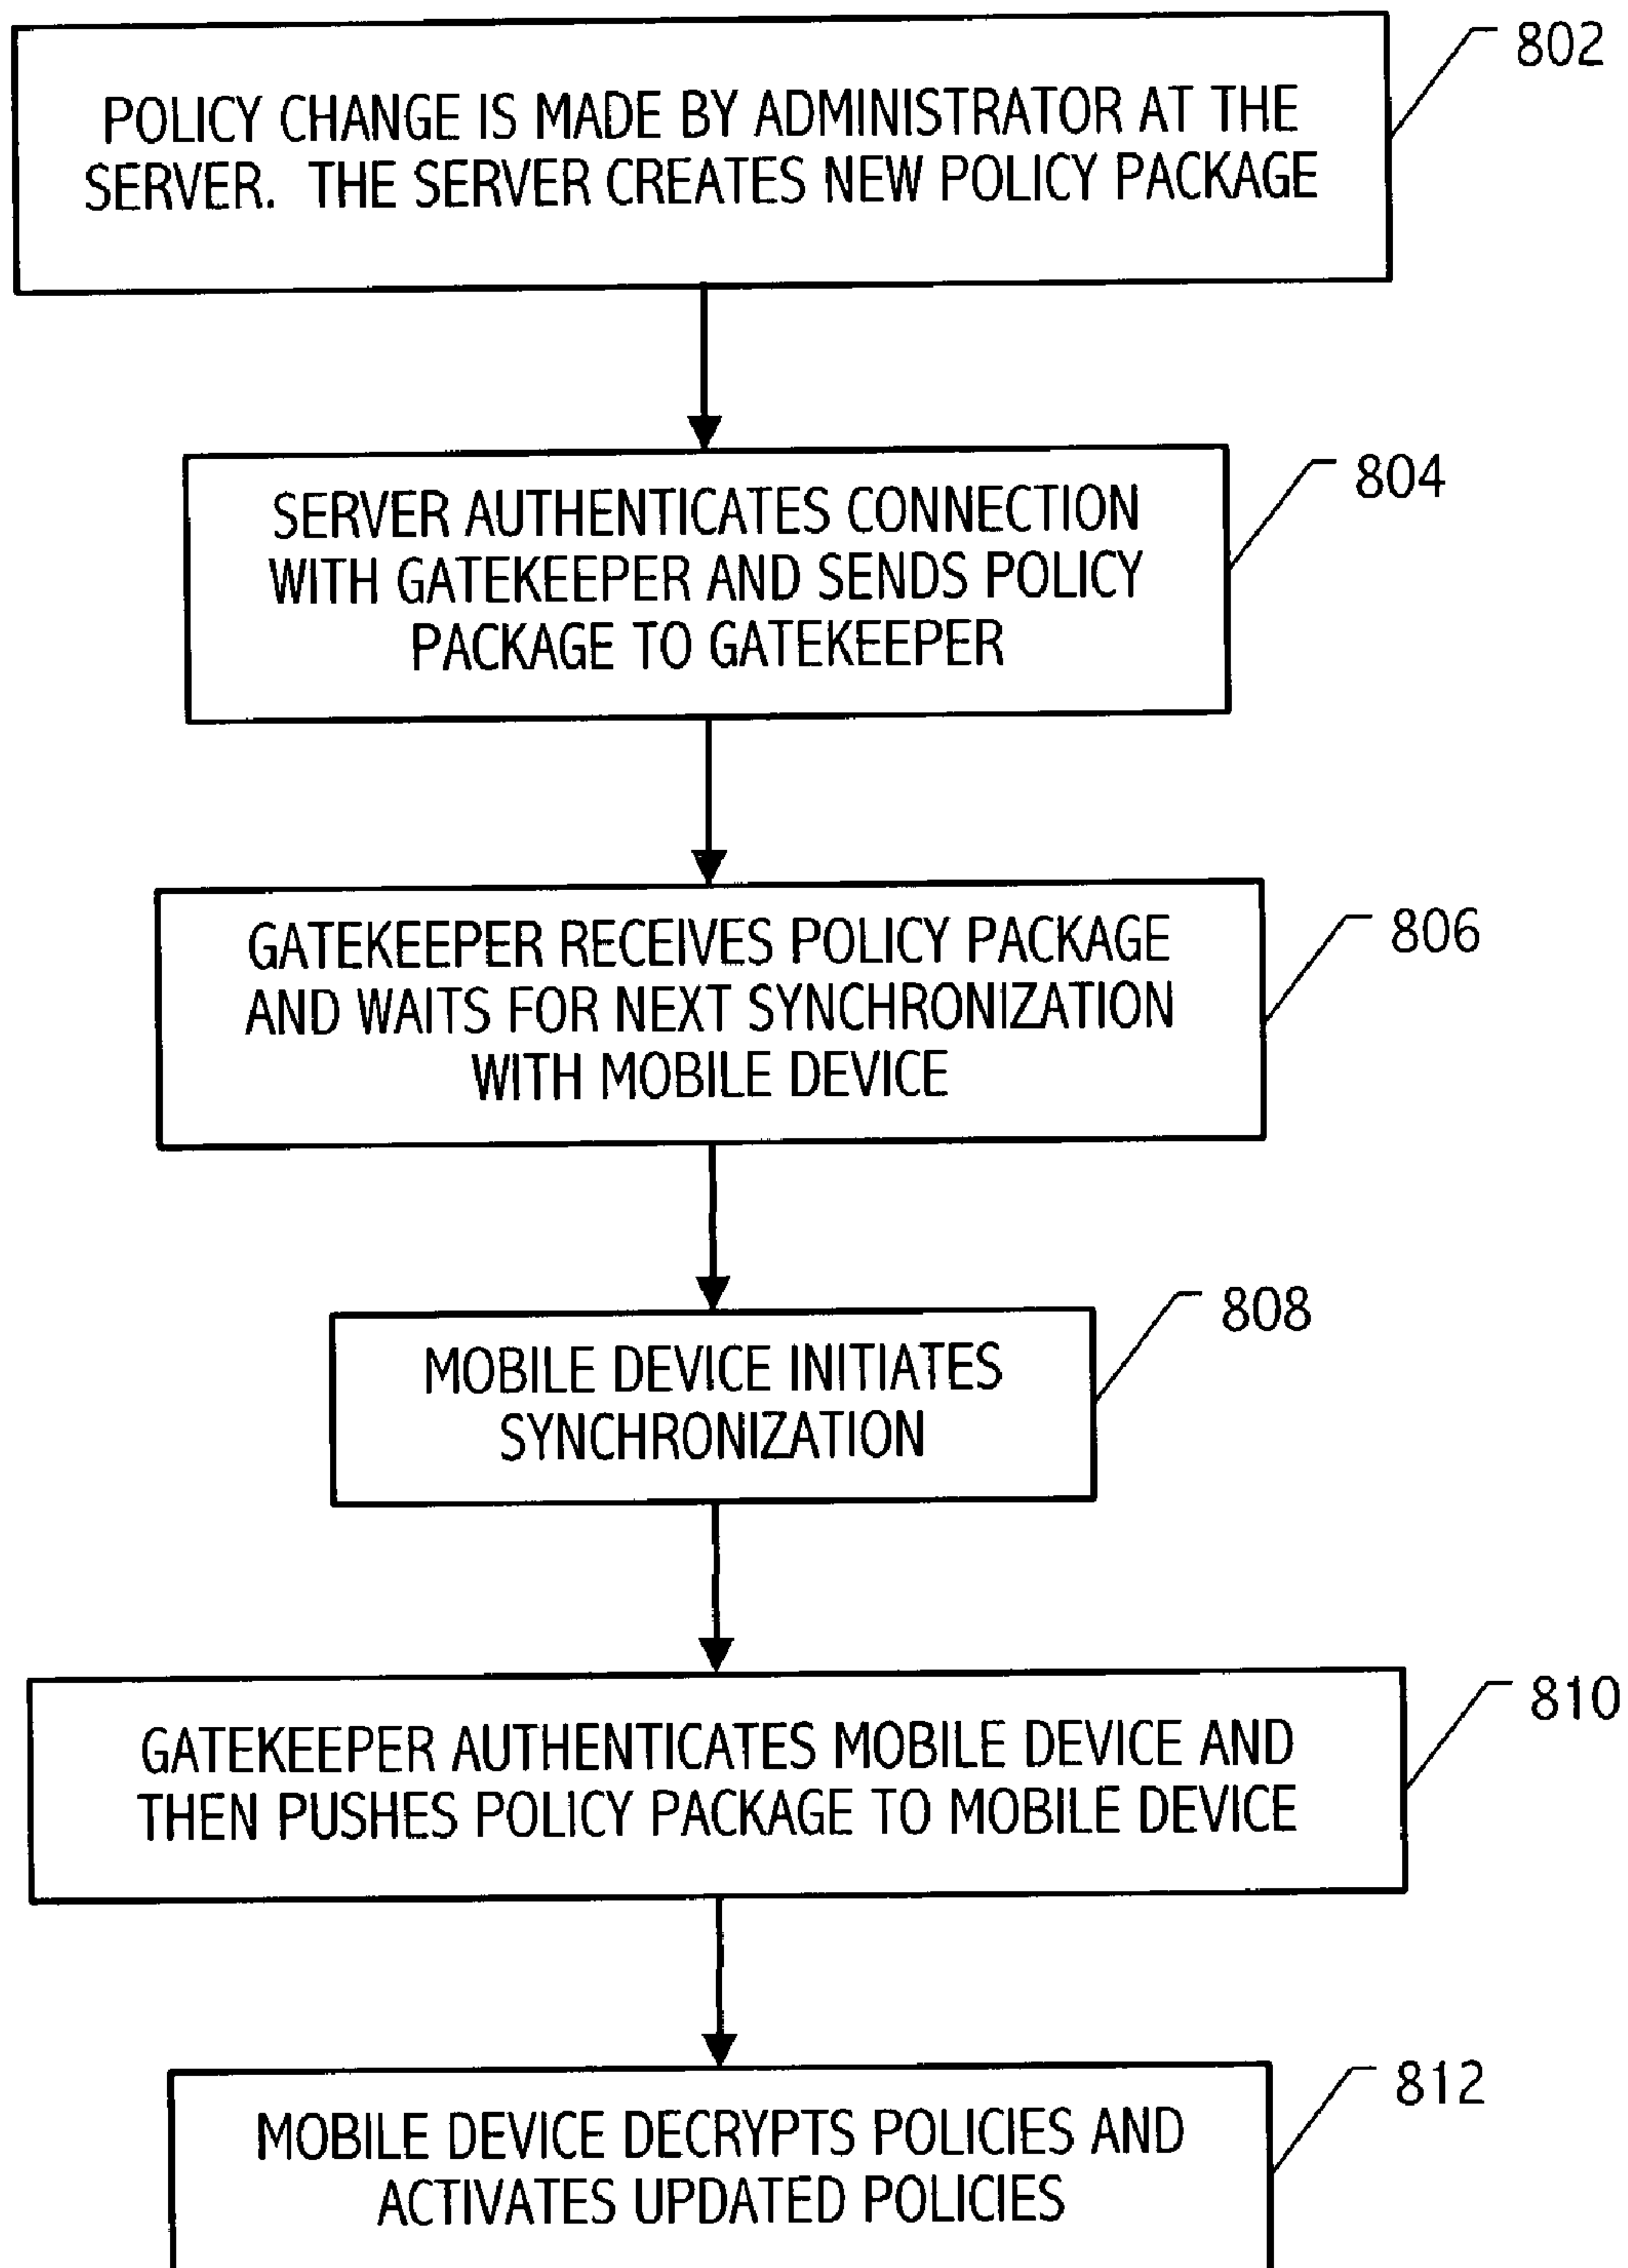 802
POLICY CHANGE IS MADE BY ADMINISTRATOR AT THE
SERVER. THE SERVER CREATES NEW POLICY PACKAGE
804
SERVER AUTHENTICATES CONNECTION
WITH GATEKEEPER AND SENDS POLICY
PACKAGE TO GATEKEEPER
806
GATEKEEPER RECEIVES POLICY PACKAGE
AND WAITS FOR NEXT SYNCHRONIZATION
WITH MOBILE DEVICE
808
MOBILE DEVICE INITIATES
SYNCHRONIZATION
810
GATEKEEPER AUTHENTICATES MOBILE DEVICE AND
THEN PUSHES POLICY PACKAGE TO MOBILE DEVICE
812
MOBILE DEVICE DECRYPTS POLICIES AND
ACTIVATES UPDATED POLICIES